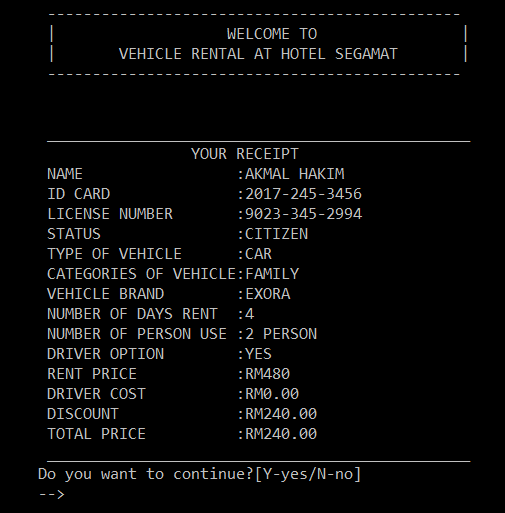 ----------------------------------------------
| WELCOME TO |
| VEHICLE RENTAL AT HOTEL SEGAMAT |
----------------------------------------------
_______________________________________________
YOUR RECEIPT
NAME :AKMAL HAKIM
ID CARD :2017-245-3456
LICENSE NUMBER :9023-345-2994
STATUS :CITIZEN
TYPE OF VEHICLE :CAR
CATEGORIES OF VEHICLE:FAMILY
VEHICLE BRAND :EXORA
NUMBER OF DAYS RENT :4
NUMBER OF PERSON USE :2 PERSON
DRIVER OPTION :YES
RENT PRICE :RM480
DRIVER COST :RM0.00
DISCOUNT :RM240.00
TOTAL PRICE :RM240.00
_______________________________________________
Do you want to continue?[Y-yes/N-no]
-->